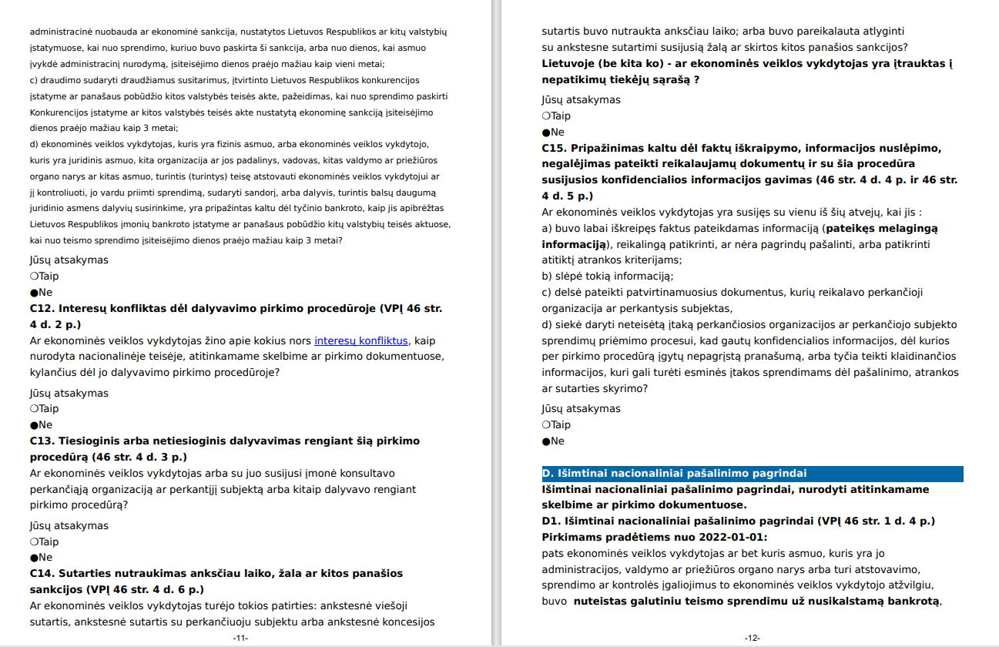 administracinė nuobauda ar ekonominė sankcija, nustatytos Lietuvos Respublikos ar kitų valstybių
įstatymuose, kai nuo sprendimo, kuriuo buvo paskirta ši sankcija, arba nuo dienos, kai asmuo
įvykdė administracinį nurodymą, įsiteisėjimo dienos praėjo mažiau kaip vieni metai;
c) draudimo sudaryti draudžiamus susitarimus, įtvirtinto Lietuvos Respublikos konkurencijos
įstatyme ar panašaus pobūdžio kitos valstybės teisės akte, pažeidimas, kai nuo sprendimo paskirti
Konkurencijos įstatyme ar kitos valstybės teisės akte nustatytą ekonominę sankciją įsiteisėjimo
dienos praėjo mažiau kaip 3 metai;
d) ekonominės veiklos vykdytojas, kuris yra fizinis asmuo, arba ekonominės veiklos vykdytojo,
kuris yra juridinis asmuo, kita organizacija ar jos padalinys, vadovas, kitas valdymo ar priežiūros
organo narys ar kitas asmuo, turintis (turintys) teisę atstovauti ekonominės veiklos vykdytojui ar
jį kontroliuoti, jo vardu priimti sprendimą, sudaryti sandorį, arba dalyvis, turintis balsų daugumą
juridinio asmens dalyvių susirinkime, yra pripažintas kaltu dėl tyčinio bankroto, kaip jis apibrėžtas
Lietuvos Respublikos įmonių bankroto įstatyme ar panašaus pobūdžio kitų valstybių teisės aktuose,
kai nuo teismo sprendimo įsiteisėjimo dienos praėjo mažiau kaip 3 metai?
Jūsų atsakymas
❍Taip
●Ne
C12. Interesų konfliktas dėl dalyvavimo pirkimo procedūroje (VPĮ 46 str.
4 d. 2 p.)
Ar ekonominės veiklos vykdytojas žino apie kokius nors interesų konfliktus, kaip
nurodyta nacionalinėje teisėje, atitinkamame skelbime ar pirkimo dokumentuose,
kylančius dėl jo dalyvavimo pirkimo procedūroje?
Jūsų atsakymas
❍Taip
●Ne
C13. Tiesioginis arba netiesioginis dalyvavimas rengiant šią pirkimo
procedūrą (46 str. 4 d. 3 p.)
Ar ekonominės veiklos vykdytojas arba su juo susijusi įmonė konsultavo
perkančiąją organizaciją ar perkantįjį subjektą arba kitaip dalyvavo rengiant
pirkimo procedūrą?
Jūsų atsakymas
❍Taip
●Ne
C14. Sutarties nutraukimas anksčiau laiko, žala ar kitos panašios
sankcijos (VPĮ 46 str. 4 d. 6 p.)
Ar ekonominės veiklos vykdytojas turėjo tokios patirties: ankstesnė viešoji
sutartis, ankstesnė sutartis su perkančiuoju subjektu arba ankstesnė koncesijos
-11-
sutartis buvo nutraukta anksčiau laiko; arba buvo pareikalauta atlyginti
su ankstesne sutartimi susijusią žalą ar skirtos kitos panašios sankcijos?
Lietuvoje (be kita ko) - ar ekonominės veiklos vykdytojas yra įtrauktas į
nepatikimų tiekėjų sąrašą ?
Jūsų atsakymas
❍Taip
●Ne
C15. Pripažinimas kaltu dėl faktų iškraipymo, informacijos nuslėpimo,
negalėjimas pateikti reikalaujamų dokumentų ir su šia procedūra
susijusios konfidencialios informacijos gavimas (46 str. 4 d. 4 p. ir 46 str.
4 d. 5 p.)
Ar ekonominės veiklos vykdytojas yra susijęs su vienu iš šių atvejų, kai jis :
a) buvo labai iškreipęs faktus pateikdamas informaciją (pateikęs melagingą
informaciją), reikalingą patikrinti, ar nėra pagrindų pašalinti, arba patikrinti
atitiktį atrankos kriterijams;
b) slėpė tokią informaciją;
c) delsė pateikti patvirtinamuosius dokumentus, kurių reikalavo perkančioji
organizacija ar perkantysis subjektas,
d) siekė daryti neteisėtą įtaką perkančiosios organizacijos ar perkančiojo subjekto
sprendimų priėmimo procesui, kad gautų konfidencialios informacijos, dėl kurios
per pirkimo procedūrą įgytų nepagrįstą pranašumą, arba tyčia teikti klaidinančios
informacijos, kuri gali turėti esminės įtakos sprendimams dėl pašalinimo, atrankos
ar sutarties skyrimo?
Jūsų atsakymas
❍Taip
●Ne
D. Išimtinai nacionaliniai pašalinimo pagrindai
Išimtinai nacionaliniai pašalinimo pagrindai, nurodyti atitinkamame
skelbime ar pirkimo dokumentuose.
D1. Išimtinai nacionaliniai pašalinimo pagrindai (VPĮ 46 str. 1 d. 4 p.)
Pirkimams pradėtiems nuo 2022-01-01:
pats ekonominės veiklos vykdytojas ar bet kuris asmuo, kuris yra jo
administracijos, valdymo ar priežiūros organo narys arba turi atstovavimo,
sprendimo ar kontrolės įgaliojimus to ekonominės veiklos vykdytojo atžvilgiu,
buvo nuteistas galutiniu teismo sprendimu už nusikalstamą bankrotą,
-12-